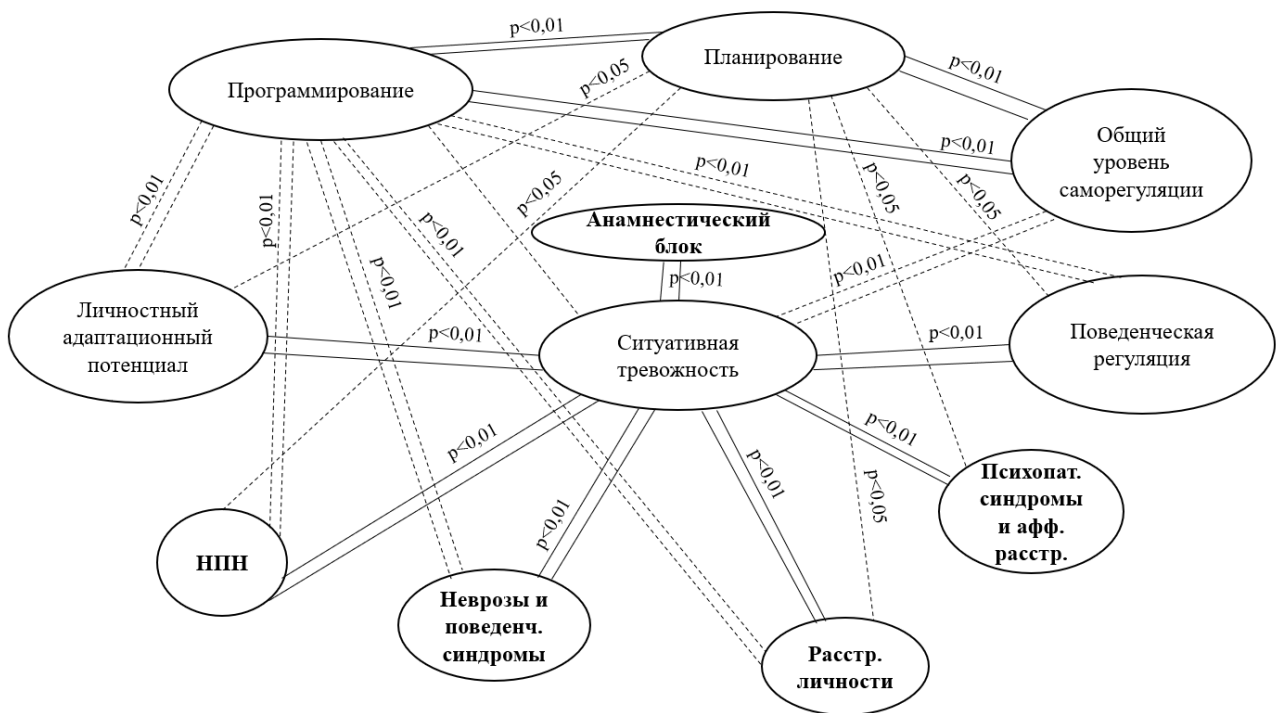 p<0,01
Программирование
Планирование
p<0,05
p<0,01
Общий
уровень
саморегуляции
p<0,01
p<0,01
p<0,01
p<0,01
p<0,05
p<0,01
p<0,05
p<0,05
Анамнестический
блок
p<0,01
p<0,01
p<0,01
Личностный
адаптационный
потенциал
p<0,01
Ситуативная
тревожность
p<0,01
Поведенческая
регуляция
p<0,01
p<0,01
p<0,01
p<0,01
p<0,05
Психопат.
синдромы
и афф.
расстр.
НПН
Неврозы и
поведенч.
синдромы
Расстр.
личности